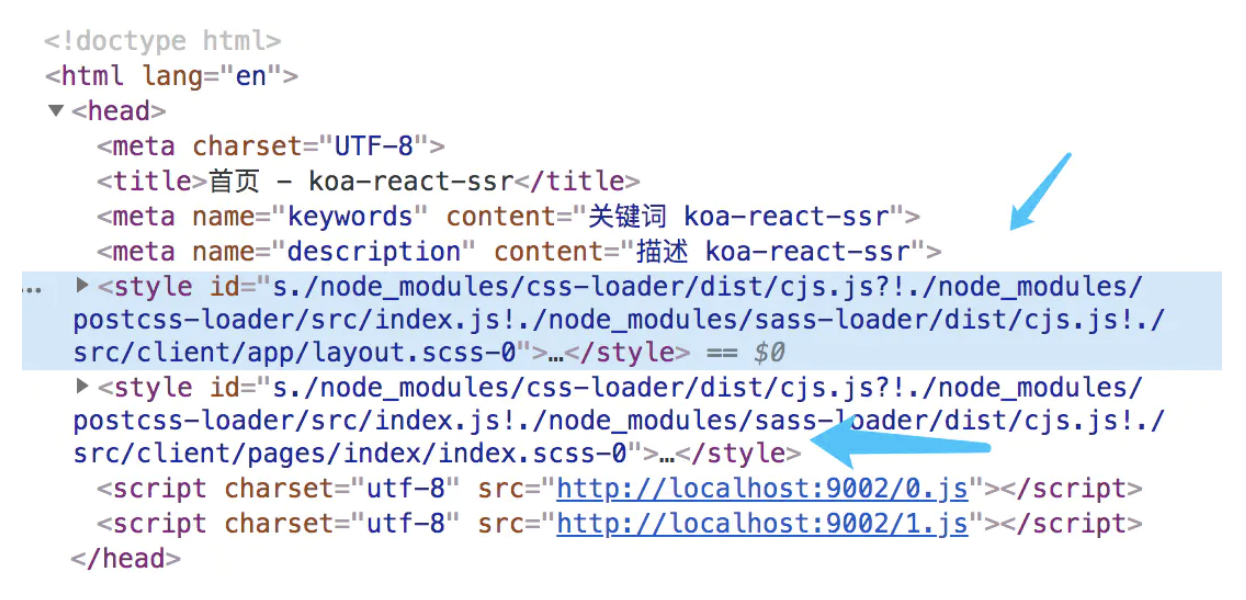 <!doctype html>
<html lang="en">
▼<head>
<meta charset="UTF-8">
<title>首页 - koa-react-ssr</title>
<meta name="keywords" content="关键词 koa-react-ssr">
<meta name="description" content="描述 koa-react-ssr">
… ▶<style id="s./node_modules/css-loader/dist/cjs.js?!./node_modules/
postcss-loader/src/index.js!./node_modules/sass-loader/dist/cjs.js!./
src/client/app/layout.scss-0">…</style> == $0
▶<style id="s./node_modules/css-loader/dist/cjs.js?!./node_modules/
postcss-loader/src/index.js!./node_modules/sass-loader/dist/cjs.js!./
src/client/pages/index/index.scss-0">…</style>
<script charset="utf-8" src="http://localhost:9002/0.js"></script>
<script charset="utf-8" src="http://localhost:9002/1.js"></script>
</head>